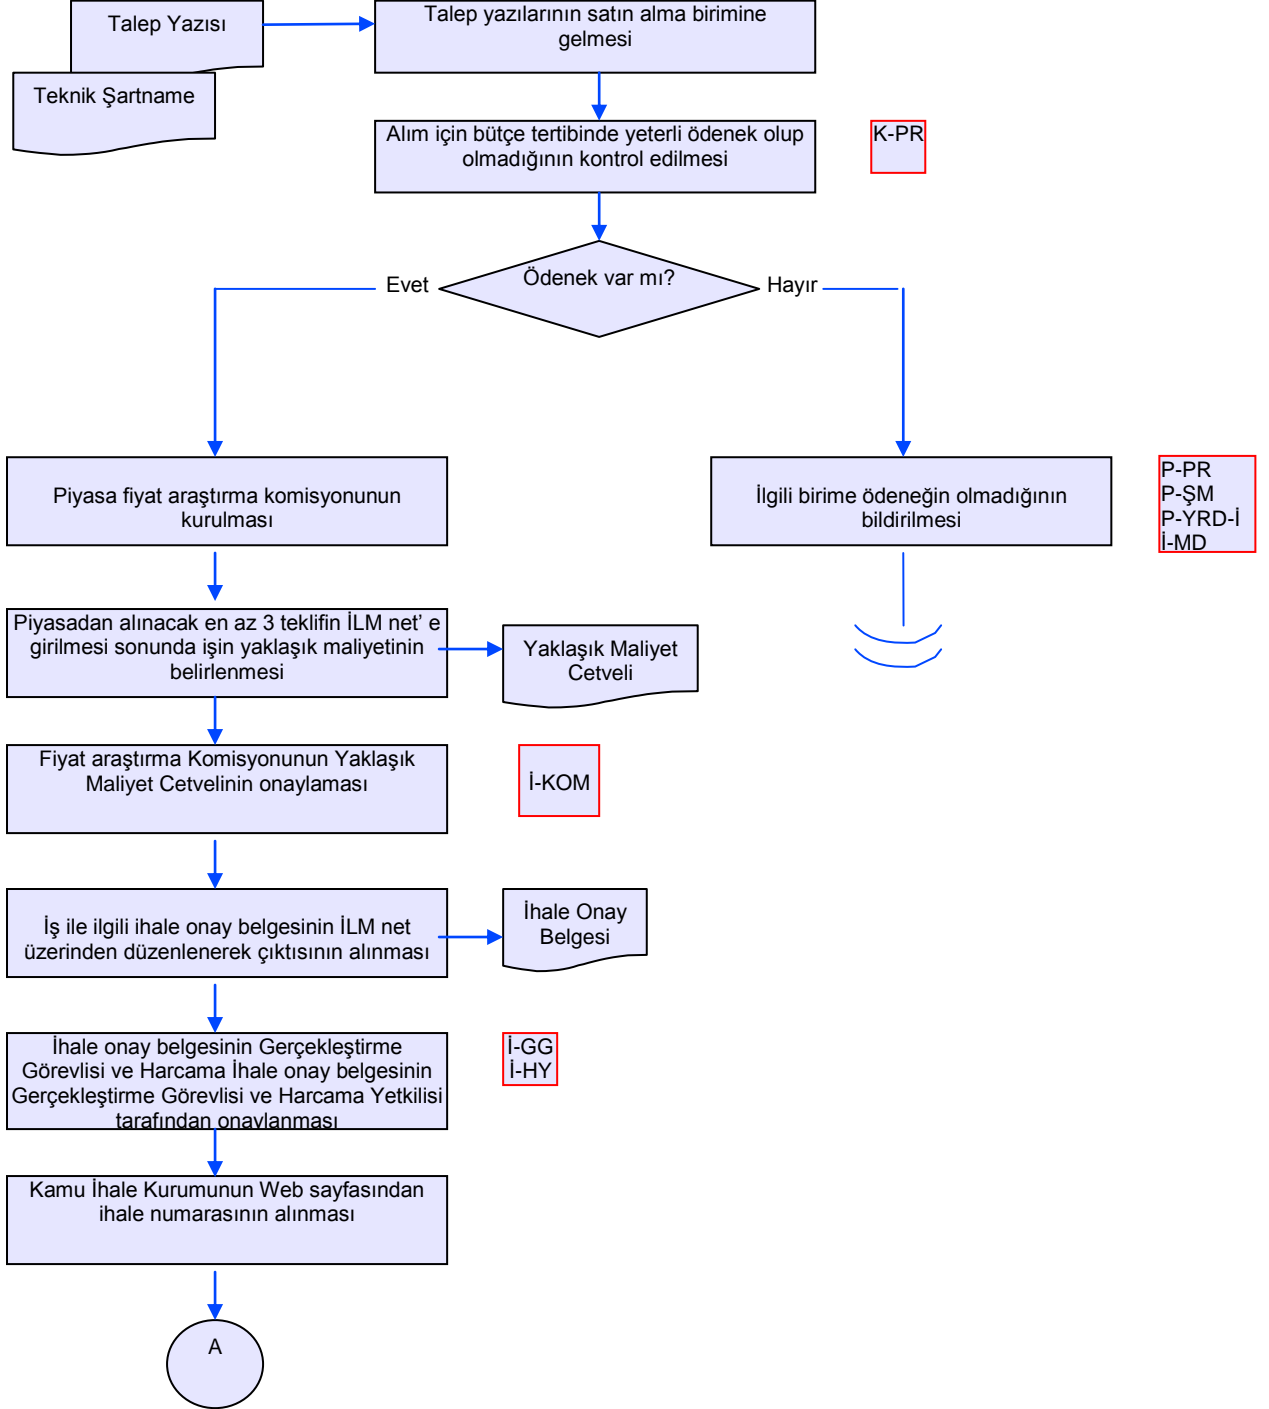 Talep Yazısı
Talep yazılarının satın alma birimine
gelmesi
Teknik Şartname
Alım için bütçe tertibinde yeterli ödenek olup
olmadığının kontrol edilmesi
K-PR
Ödenek var mı?
Evet
Hayır
Piyasa fiyat araştırma komisyonunun
kurulması
İlgili birime ödeneğin olmadığının
bildirilmesi
P-PR
P-ŞM
P-YRD-İ
İ-MD
Piyasadan alınacak en az 3 teklifin İLM net’ e
girilmesi sonunda işin yaklaşık maliyetinin
belirlenmesi
Yaklaşık Maliyet
Cetveli
Fiyat araştırma Komisyonunun Yaklaşık
Maliyet Cetvelinin onaylaması
İ-KOM
İş ile ilgili ihale onay belgesinin İLM net
üzerinden düzenlenerek çıktısının alınması
İhale Onay
Belgesi
İhale onay belgesinin Gerçekleştirme
Görevlisi ve Harcama İhale onay belgesinin
Gerçekleştirme Görevlisi ve Harcama Yetkilisi
tarafından onaylanması
İ-GG
İ-HY
Kamu İhale Kurumunun Web sayfasından
ihale numarasının alınması
A